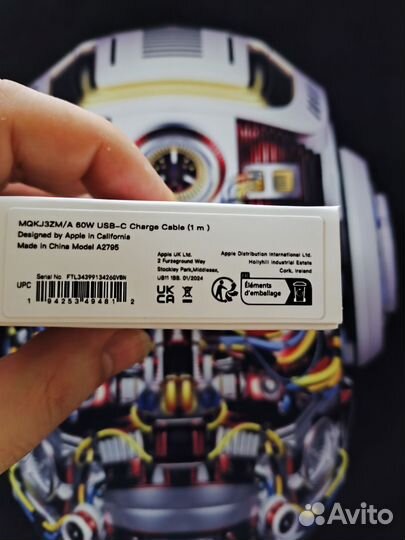 MQKJ3ZM/A 60W USB-C Charge Cable (1 m)
Designed by Apple in California
Made in China Model A2795
Serial No FTL34399134260VBN
UPC
1 94253 49481 2
Apple UK Ltd.
2 Furzeground Way
Stockley Park, Middlesex,
UB11 1BB. 01/2024
Apple Distribution International Ltd.
Hollyhill Industrial Estate
Cork, Ireland
UK
CA
FR
Éléments
d'emballage
Avito